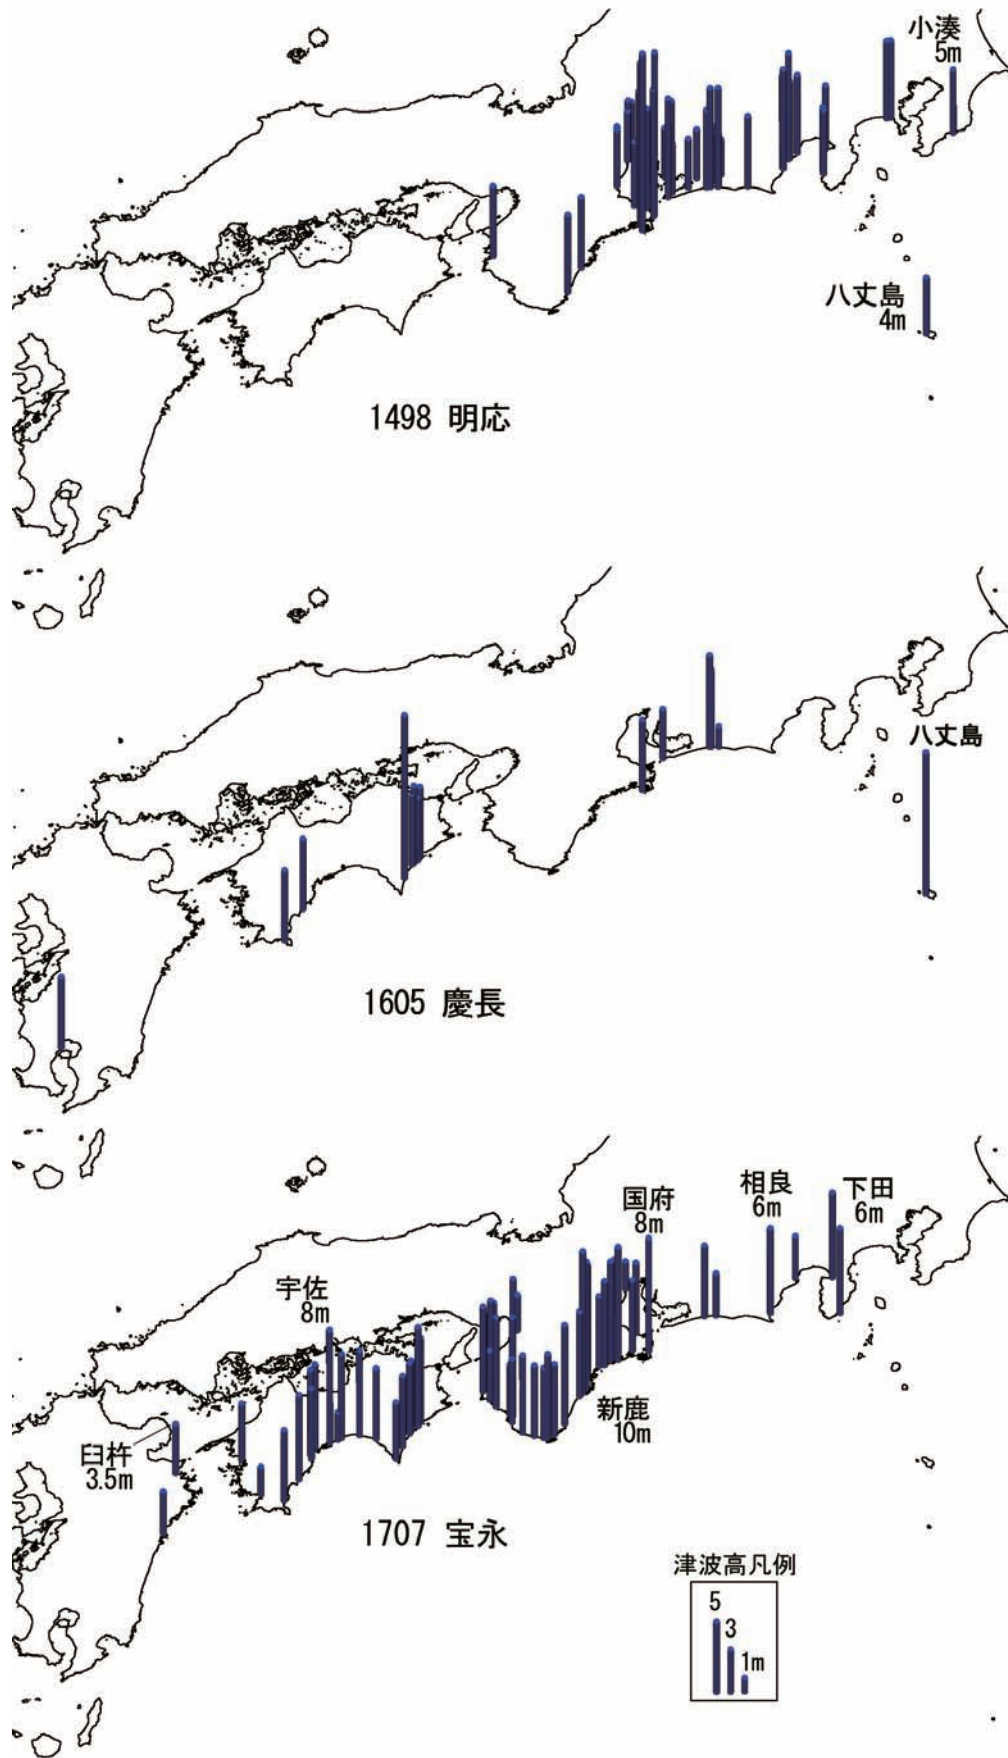 小湊
5m
八丈島
4m
1498 明応
八丈島
1605 慶長
国府
8m
相良
6m
下田
6m
宇佐
8m
新鹿
10m
臼杵
3.5m
1707 宝永
津波高凡例
5
3
1m